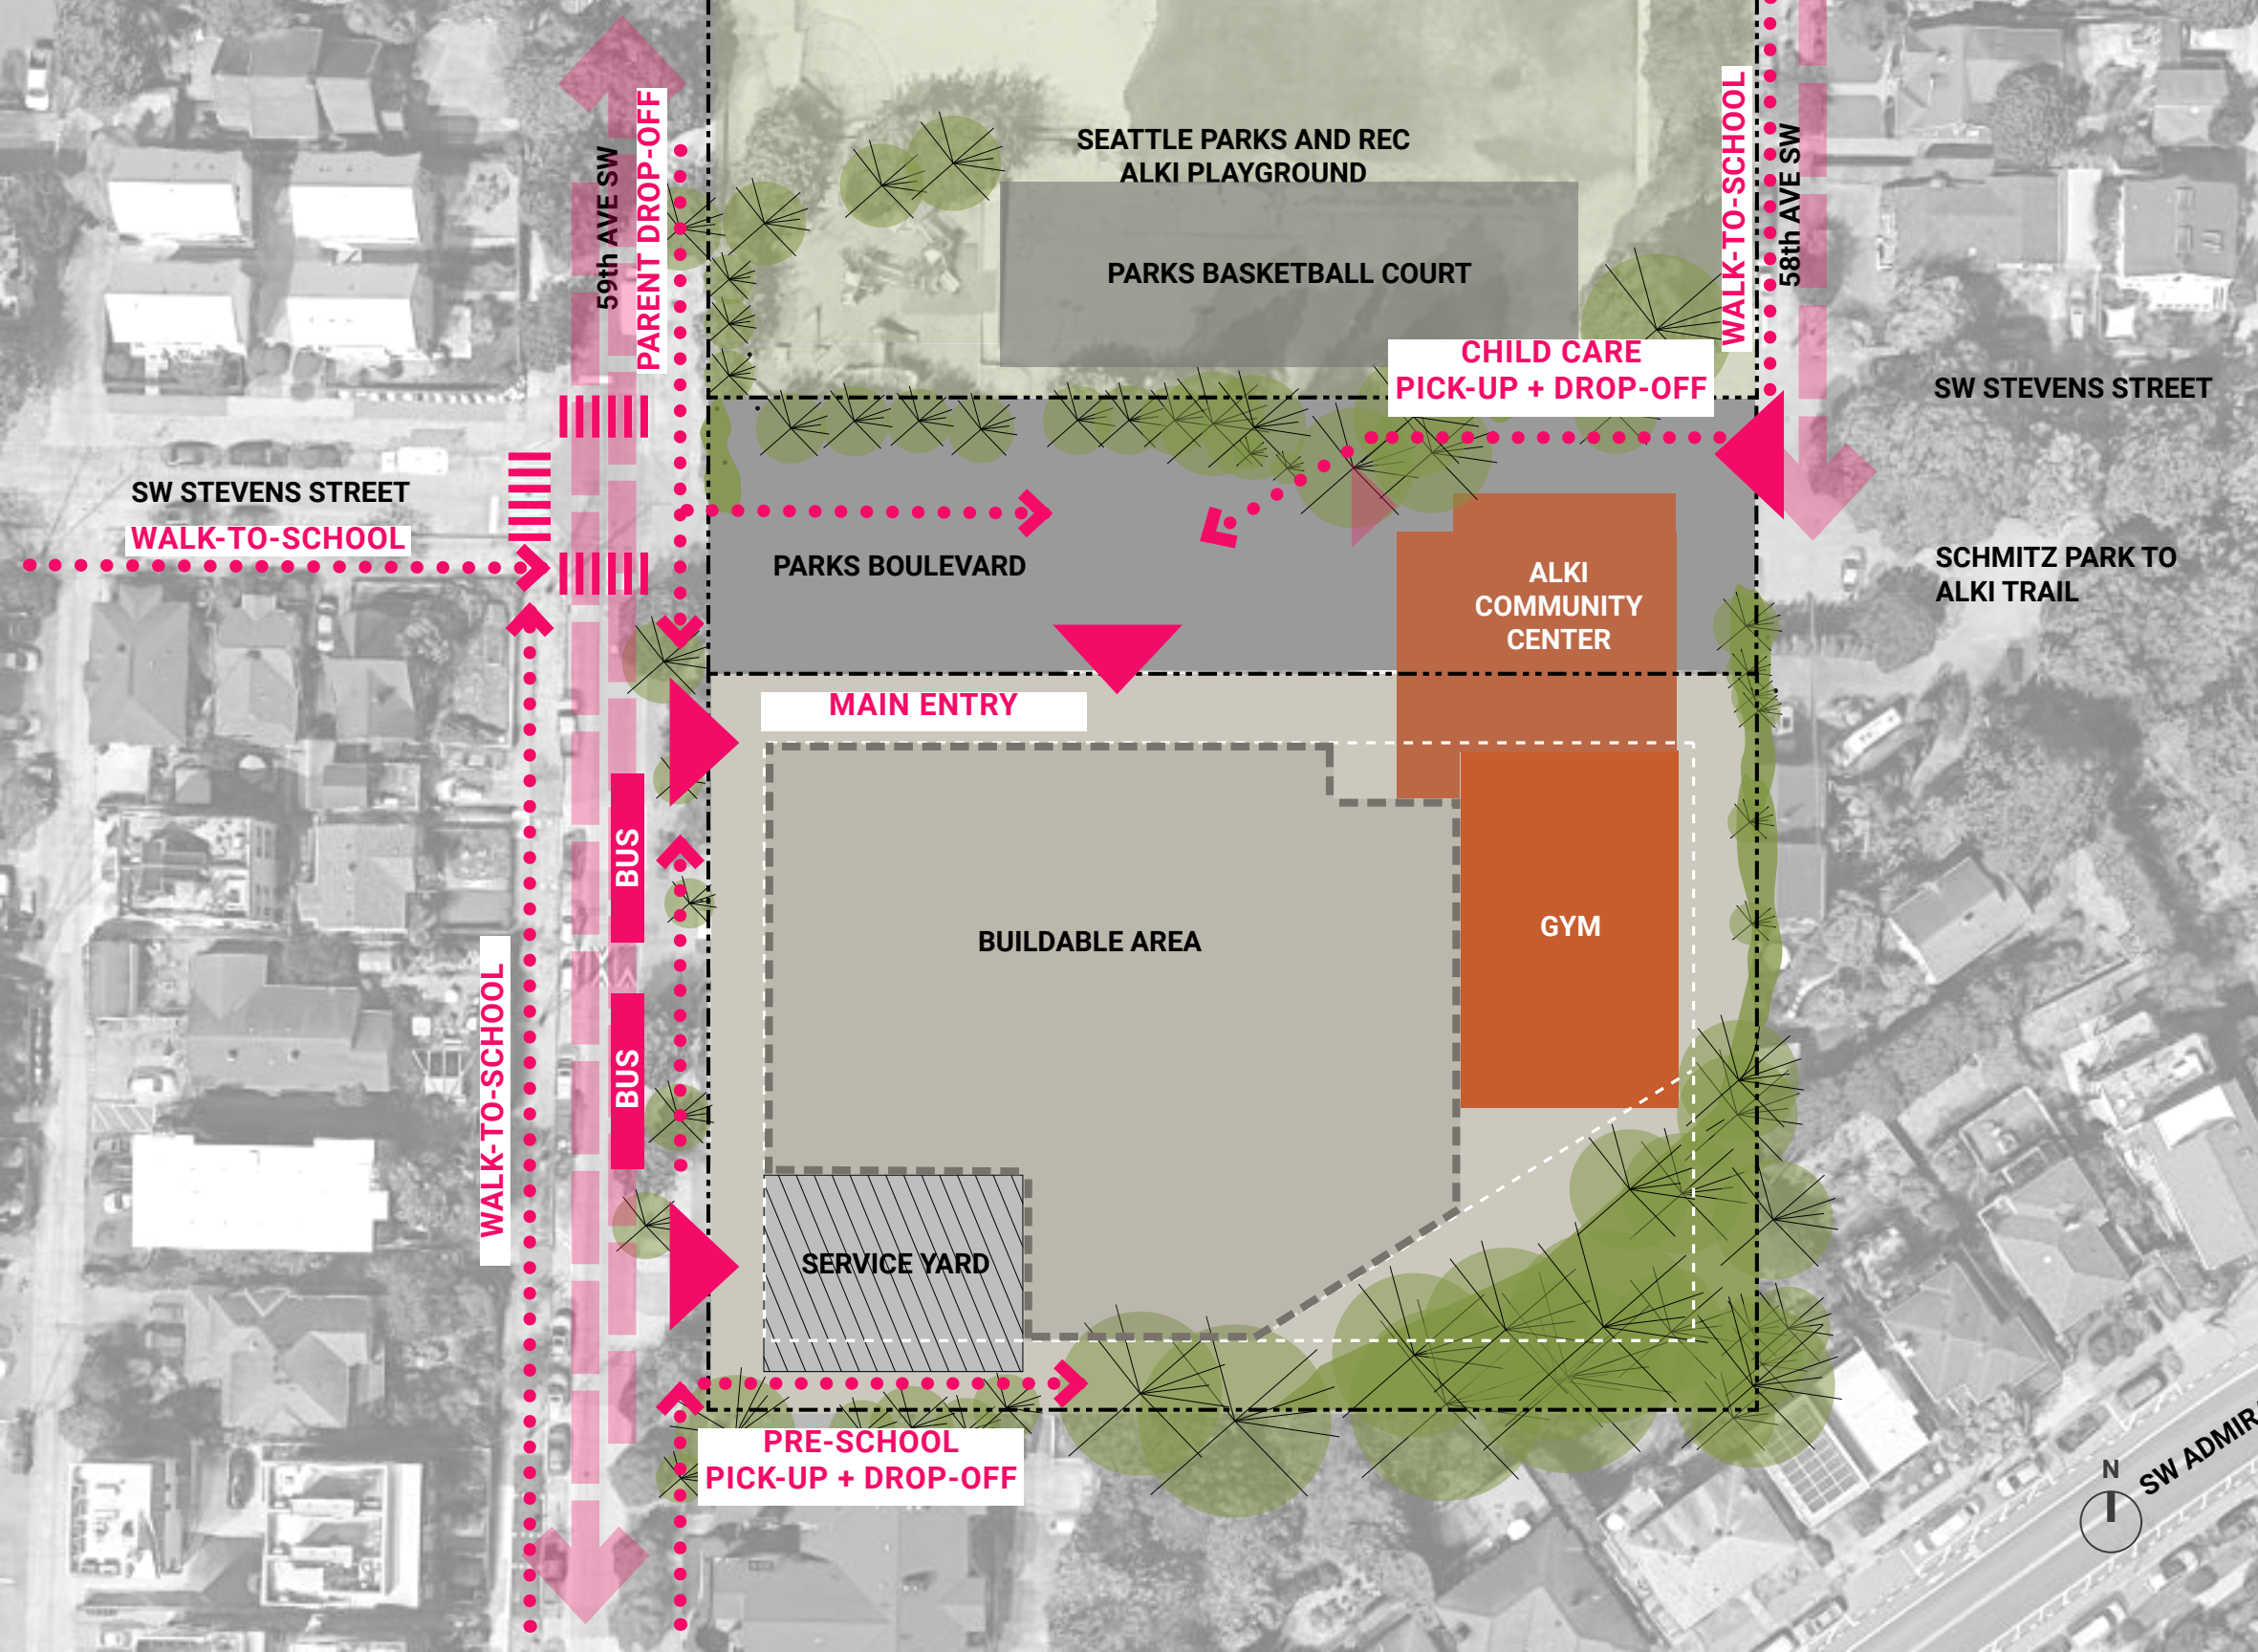 SEATTLE PARKS AND REC
ALKI PLAYGROUND
PARKS BASKETBALL COURT
59th AVE SW
PARENT DROP-OFF
WALK-TO-SCHOOL
58th AVE SW
CHILD CARE
PICK-UP + DROP-OFF
SW STEVENS STREET
SW STEVENS STREET
WALK-TO-SCHOOL
PARKS BOULEVARD
ALKI
COMMUNITY
CENTER
SCHMITZ PARK TO
ALKI TRAIL
MAIN ENTRY
BUS
BUILDABLE AREA
GYM
WALK-TO-SCHOOL
BUS
SERVICE YARD
PRE-SCHOOL
PICK-UP + DROP-OFF
N
SW